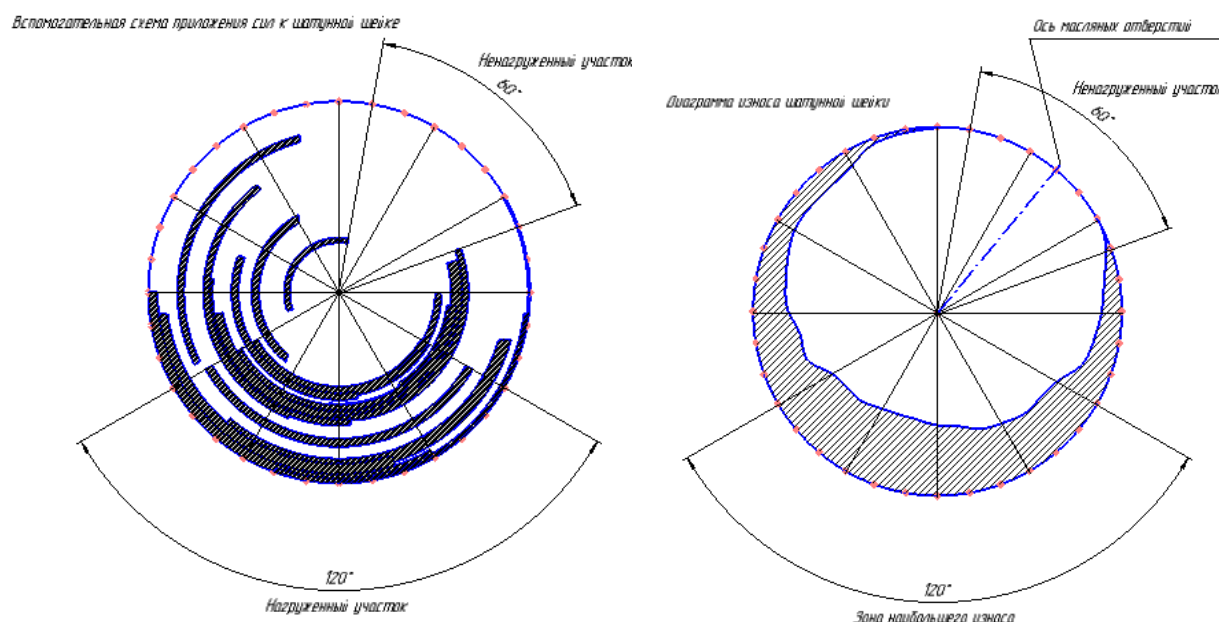 Вспомогательная схема приложения сил к шатунной шейке
Ненагруженный участок
60°
120°
Нагруженный участок
Ось масляных отверстий
Диаграмма износа шатунной шейки
Ненагруженный участок
60°
120°
Зона наибольшего износа